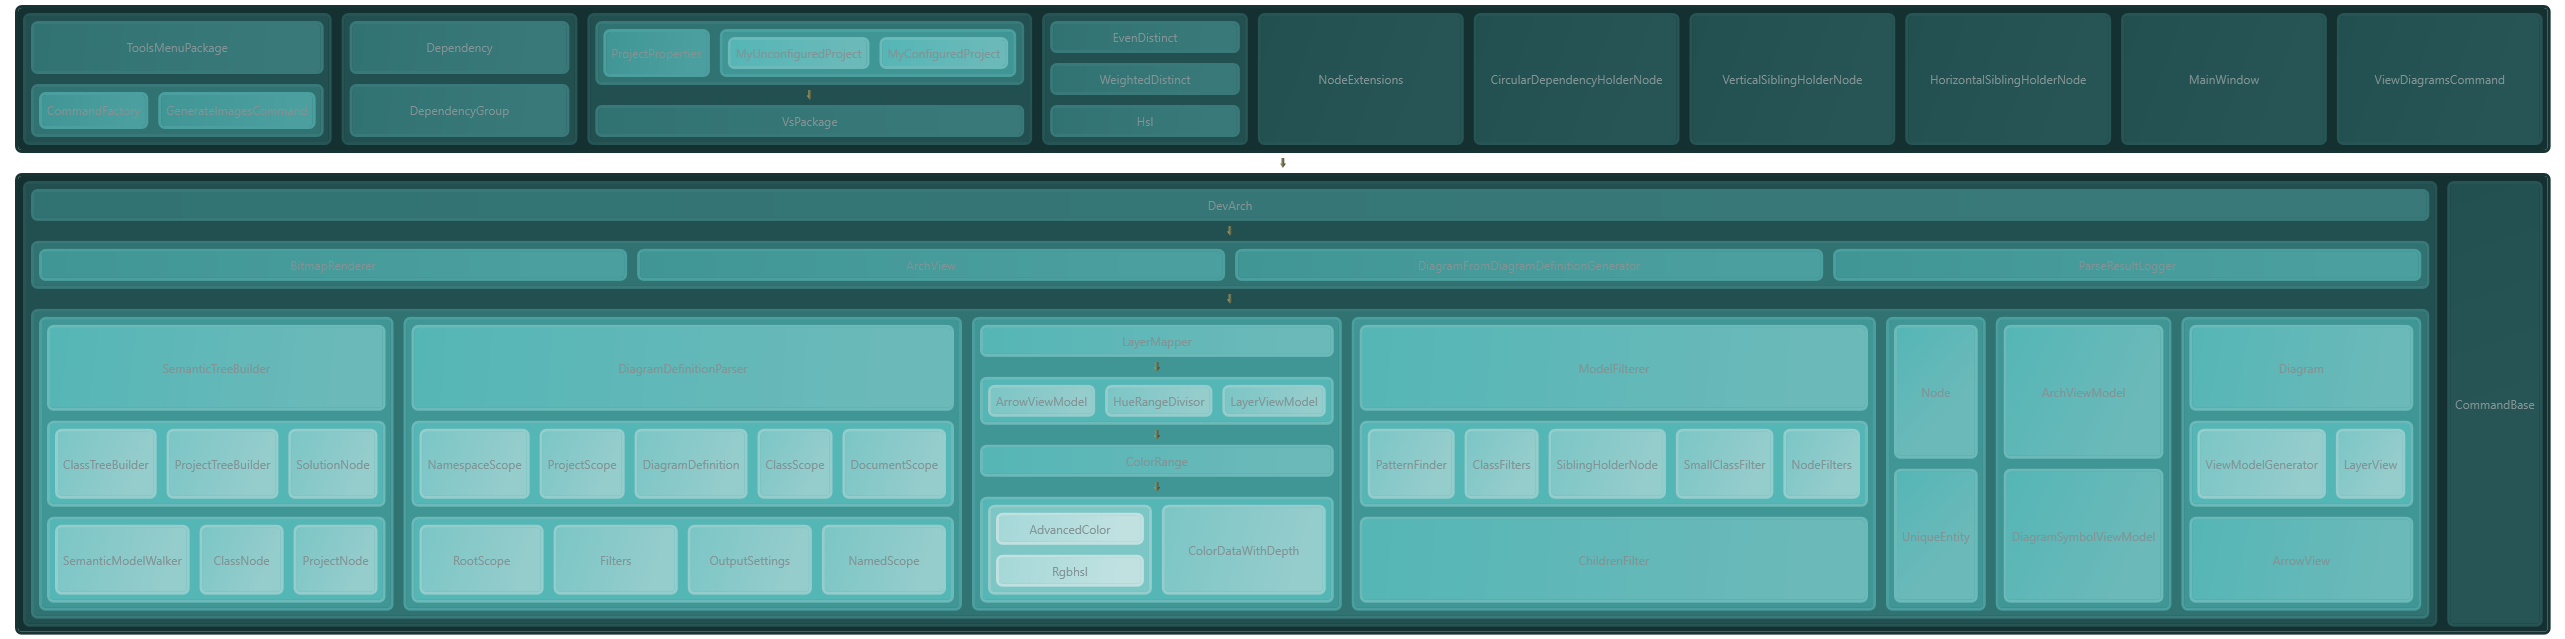 ToolsMenuPackage
CommandFactory
GenerateImagesCommand
Dependency
DependencyGroup
ProjectProperties
MyUnconfiguredProject
MyConfiguredProject
VsPackage
EvenDistinct
WeightedDistinct
Hsl
NodeExtensions
CircularDependencyHolderNode
VerticalSiblingHolderNode
HorizontalSiblingHolderNode
MainWindow
ViewDiagramsCommand
DevArch
BitmapRenderer
ArchView
DiagramFromDiagramDefinitionGenerator
ParseResultLogger
SemanticTreeBuilder
ClassTreeBuilder
ProjectTreeBuilder
SolutionNode
SemanticModelWalker
ClassNode
ProjectNode
DiagramDefinitionParser
NamespaceScope
ProjectScope
DiagramDefinition
ClassScope
DocumentScope
RootScope
Filters
OutputSettings
NamedScope
LayerMapper
ArrowViewModel
HueRangeDivisor
LayerViewModel
ColorRange
AdvancedColor
Rgbhsl
ColorDataWithDepth
ModelFilterer
PatternFinder
ClassFilters
SiblingHolderNode
SmallClassFilter
NodeFilters
ChildrenFilter
Node
UniqueEntity
ArchViewModel
DiagramSymbolViewModel
Diagram
ViewModelGenerator
LayerView
ArrowView
CommandBase